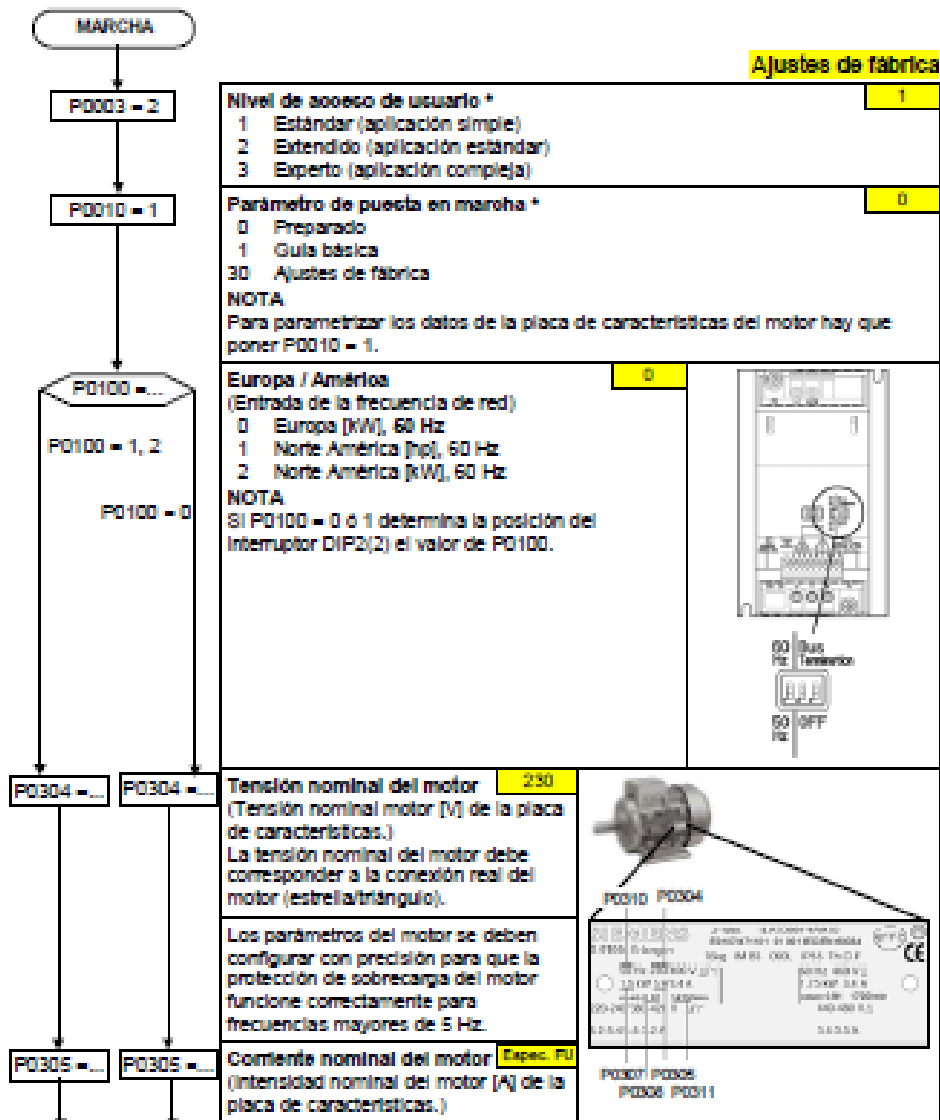 MARCHA
Ajustes de fábrica
P0003 = 2
Nivel de acceso de usuario *
1
1 Estándar (aplicación simple)
2 Extendido (aplicación estándar)
3 Experto (aplicación compleja)
P0010 = 1
Parámetro de puesta en marcha *
0
0 Preparado
1 Guía básica
30 Ajustes de fábrica
NOTA
Para parametrizar los datos de la placa de características del motor hay que
poner P0010 = 1.
P0100 =...
P0100 = 1, 2
P0100 = 0
Europa / América
0
(Entrada de la frecuencia de red)
0 Europa [kW], 50 Hz
1 Norte América [hp], 60 Hz
2 Norte América [kW], 60 Hz
NOTA
Si P0100 = 0 ó 1 determina la posición del
interruptor DIP2(2) el valor de P0100.
60 Bus
Hz Termination
50 OFF
Hz
P0304 =...
P0304 =...
Tensión nominal del motor
230
(Tensión nominal motor [V] de la placa
de características.)
La tensión nominal del motor debe
corresponder a la conexión real del
motor (estrella/triángulo).
Los parámetros del motor se deben
configurar con precisión para que la
protección de sobrecarga del motor
funcione correctamente para
frecuencias mayores de 5 Hz.
P0310 P0304
CE
P0307 P0305
P0308 P0311
P0305 =...
P0305 =...
Corriente nominal del motor
Espec. FU
(Intensidad nominal del motor [A] de la
placa de características.)